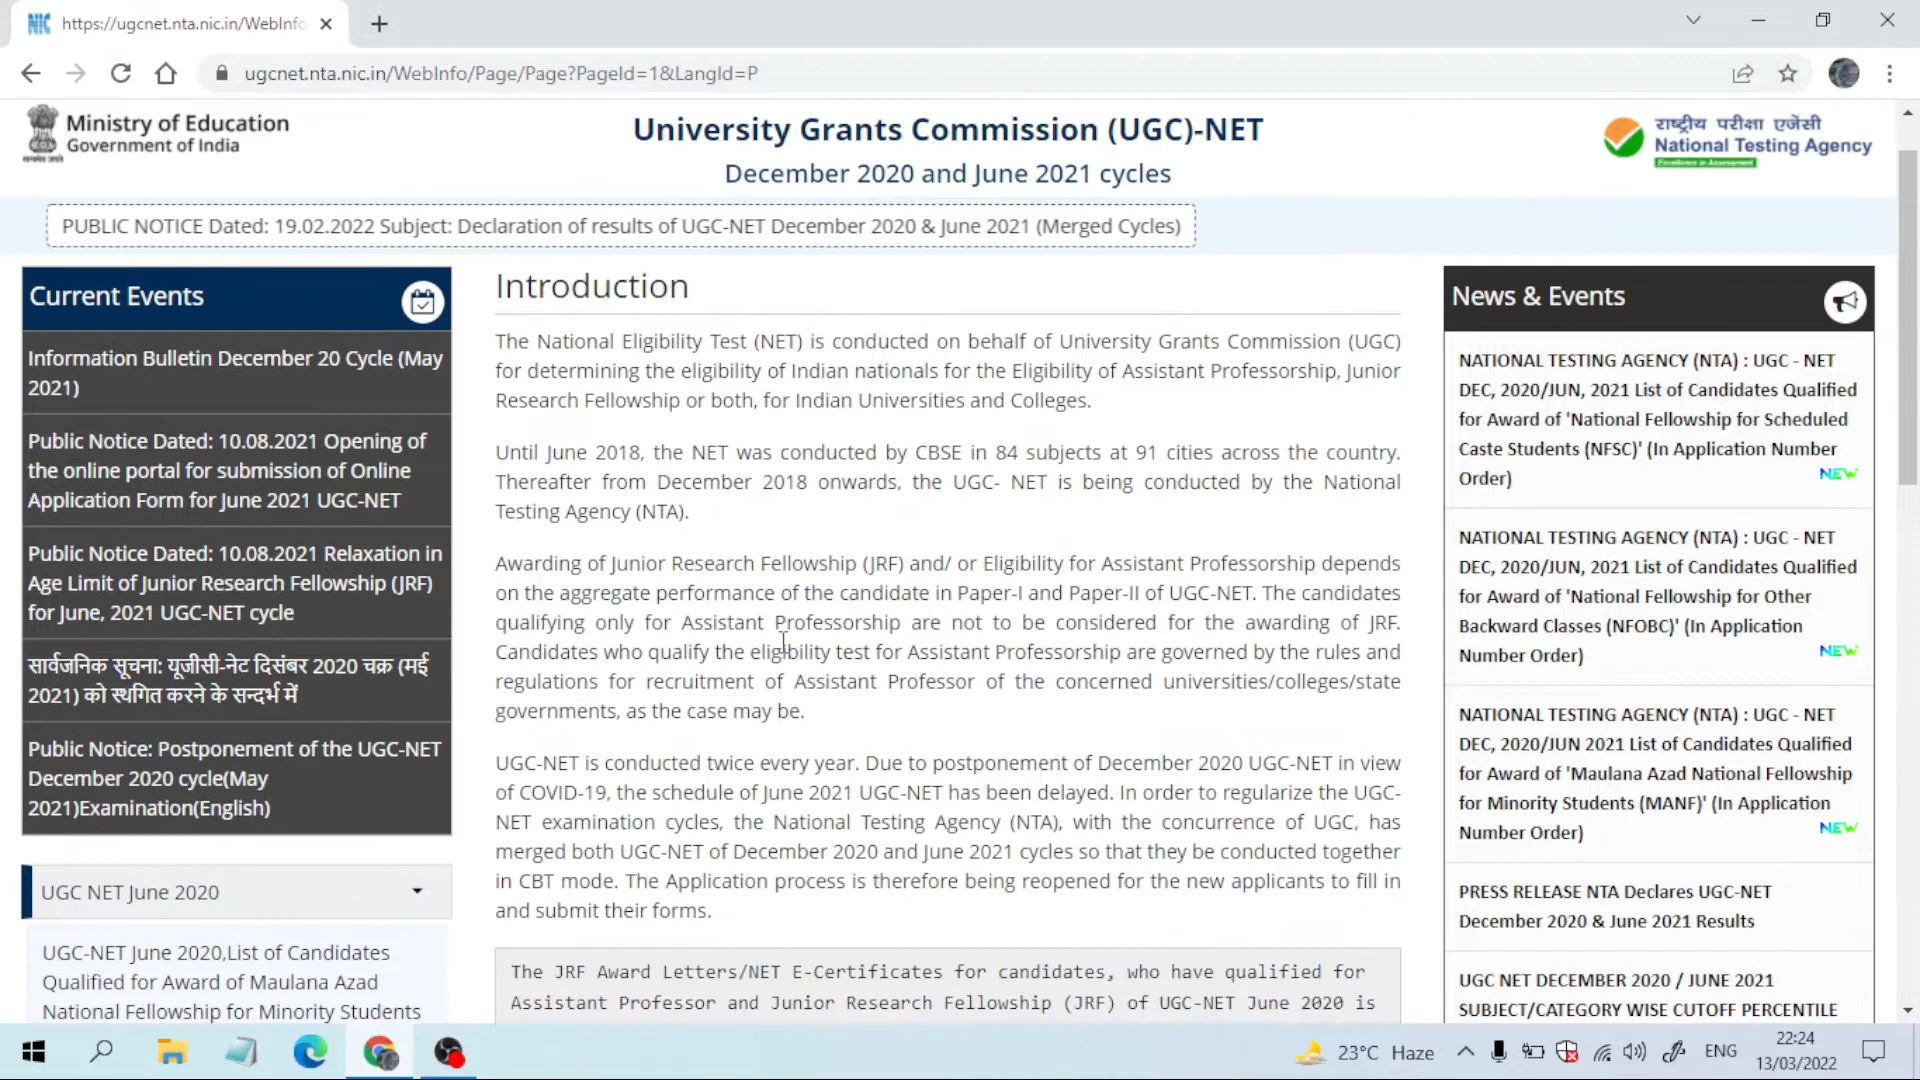 https://ugcnet.nta.nic.in/WebInfo
ugcnet.nta.nic.in/WebInfo/Page/Page?PageId=1&LangId=P
Ministry of Education
Government of India
सत्यमेव जयते
University Grants Commission (UGC)-NET
December 2020 and June 2021 cycles
राष्ट्रीय परीक्षा एजेंसी
National Testing Agency
Excellence in Assessment
PUBLIC NOTICE Dated: 19.02.2022 Subject: Declaration of results of UGC-NET December 2020 & June 2021 (Merged Cycles)
Current Events
Information Bulletin December 20 Cycle (May
2021)
Public Notice Dated: 10.08.2021 Opening of
the online portal for submission of Online
Application Form for June 2021 UGC-NET
Public Notice Dated: 10.08.2021 Relaxation in
Age Limit of Junior Research Fellowship (JRF)
for June, 2021 UGC-NET cycle
सार्वजनिक सूचना: यूजीसी-नेट दिसंबर 2020 चक्र (मई
2021) को स्थगित करने के सन्दर्भ में
Public Notice: Postponement of the UGC-NET
December 2020 cycle(May
2021)Examination(English)
UGC NET June 2020
UGC-NET June 2020,List of Candidates
Qualified for Award of Maulana Azad
National Fellowship for Minority Students
Introduction
The National Eligibility Test (NET) is conducted on behalf of University Grants Commission (UGC)
for determining the eligibility of Indian nationals for the Eligibility of Assistant Professorship, Junior
Research Fellowship or both, for Indian Universities and Colleges.
Until June 2018, the NET was conducted by CBSE in 84 subjects at 91 cities across the country.
Thereafter from December 2018 onwards, the UGC- NET is being conducted by the National
Testing Agency (NTA).
Awarding of Junior Research Fellowship (JRF) and/ or Eligibility for Assistant Professorship depends
on the aggregate performance of the candidate in Paper-I and Paper-II of UGC-NET. The candidates
qualifying only for Assistant Professorship are not to be considered for the awarding of JRF.
Candidates who qualify the eligibility test for Assistant Professorship are governed by the rules and
regulations for recruitment of Assistant Professor of the concerned universities/colleges/state
governments, as the case may be.
UGC-NET is conducted twice every year. Due to postponement of December 2020 UGC-NET in view
of COVID-19, the schedule of June 2021 UGC-NET has been delayed. In order to regularize the UGC-
NET examination cycles, the National Testing Agency (NTA), with the concurrence of UGC, has
merged both UGC-NET of December 2020 and June 2021 cycles so that they be conducted together
in CBT mode. The Application process is therefore being reopened for the new applicants to fill in
and submit their forms.
The JRF Award Letters/NET E-Certificates for candidates, who have qualified for
Assistant Professor and Junior Research Fellowship (JRF) of UGC-NET June 2020 is
News & Events
NATIONAL TESTING AGENCY (NTA) : UGC - NET
DEC, 2020/JUN, 2021 List of Candidates Qualified
for Award of 'National Fellowship for Scheduled
Caste Students (NFSC)' (In Application Number
Order)
NEW
NATIONAL TESTING AGENCY (NTA) : UGC - NET
DEC, 2020/JUN, 2021 List of Candidates Qualified
for Award of 'National Fellowship for Other
Backward Classes (NFOBC)' (In Application
Number Order)
NEW
NATIONAL TESTING AGENCY (NTA) : UGC - NET
DEC, 2020/JUN 2021 List of Candidates Qualified
for Award of 'Maulana Azad National Fellowship
for Minority Students (MANF)' (In Application
Number Order)
NEW
PRESS RELEASE NTA Declares UGC-NET
December 2020 & June 2021 Results
UGC NET DECEMBER 2020 / JUNE 2021
SUBJECT/CATEGORY WISE CUTOFF PERCENTILE
23°C Haze
ENG
22:24
13/03/2022